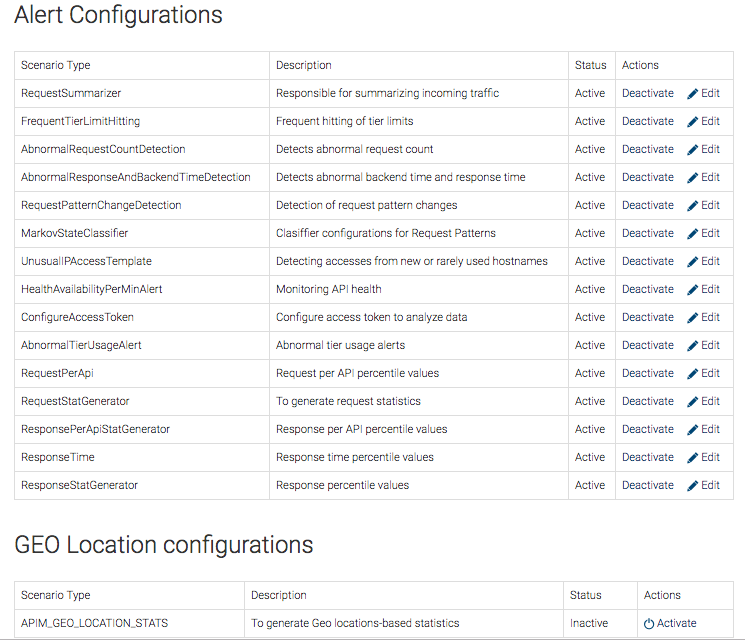 Alert Configurations
Scenario Type Description Status Actions
RequestSummarizer Responsible for summarizing incoming traffic Active Deactivate Edit
FrequentTierLimitHitting Frequent hitting of tier limits Active Deactivate Edit
AbnormalRequestCountDetection Detects abnormal request count Active Deactivate Edit
AbnormalResponseAndBackendTimeDetection Detects abnormal backend time and response time Active Deactivate Edit
RequestPatternChangeDetection Detection of request pattern changes Active Deactivate Edit
MarkovStateClassifier Clasiffier configurations for Request Patterns Active Deactivate Edit
UnusualIPAccessTemplate Detecting accesses from new or rarely used hostnames Active Deactivate Edit
HealthAvailabilityPerMinAlert Monitoring API health Active Deactivate Edit
ConfigureAccessToken Configure access token to analyze data Active Deactivate Edit
AbnormalTierUsageAlert Abnormal tier usage alerts Active Deactivate Edit
RequestPerApi Request per API percentile values Active Deactivate Edit
RequestStatGenerator To generate request statistics Active Deactivate Edit
ResponsePerApiStatGenerator Response per API percentile values Active Deactivate Edit
ResponseTime Response time percentile values Active Deactivate Edit
ResponseStatGenerator Response percentile values Active Deactivate Edit
GEO Location configurations
Scenario Type Description Status Actions
APIM_GEO_LOCATION_STATS To generate Geo locations-based statistics Inactive Activate